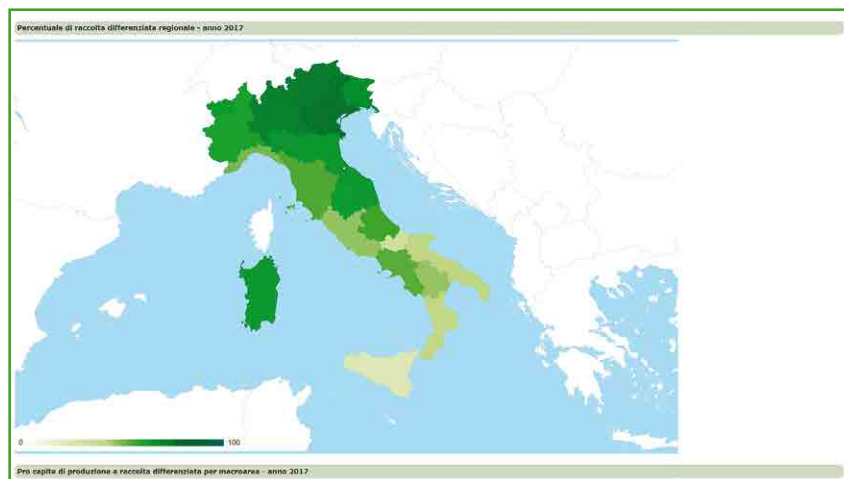 Percentuale di raccolta differenziata regionale - anno 2017
0 100
Pro capite di produzione a raccolta differenziata per macroarea - anno 2017